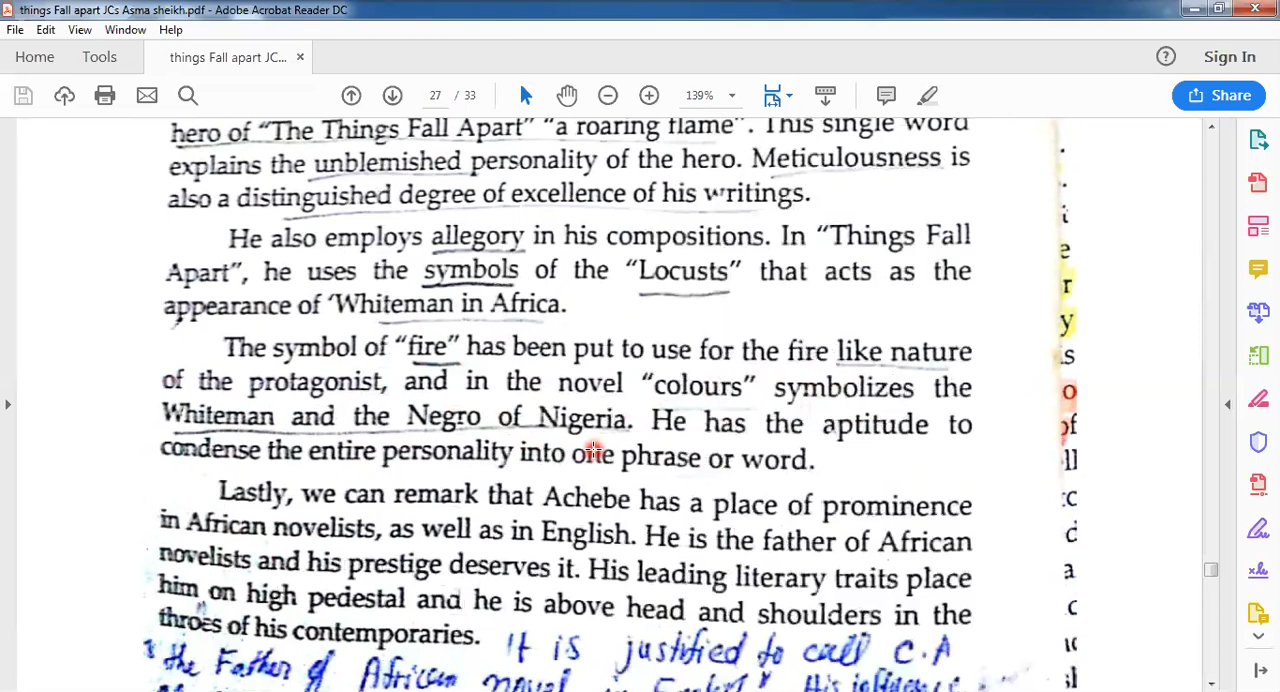 things Fall apart JCs Asma sheikh.pdf - Adobe Acrobat Reader DC
File Edit View Window Help
Home Tools things Fall apart JC... × Sign In
27 / 33 139% Share
hero of "The Things Fall Apart" "a roaring flame". This single word
explains the unblemished personality of the hero. Meticulousness is
also a distinguished degree of excellence of his writings.
He also employs allegory in his compositions. In "Things Fall
Apart", he uses the symbols of the "Locusts" that acts as the
appearance of 'Whiteman in Africa.
The symbol of "fire" has been put to use for the fire like nature
of the protagonist, and in the novel "colours" symbolizes the
Whiteman and the Negro of Nigeria. He has the aptitude to
condense the entire personality into one phrase or word.
Lastly, we can remark that Achebe has a place of prominence
in African novelists, as well as in English. He is the father of African
novelists and his prestige deserves it. His leading literary traits place
him on high pedestal and he is above head and shoulders in the
throes of his contemporaries. It is justified to call C.A
the Father of African novel in